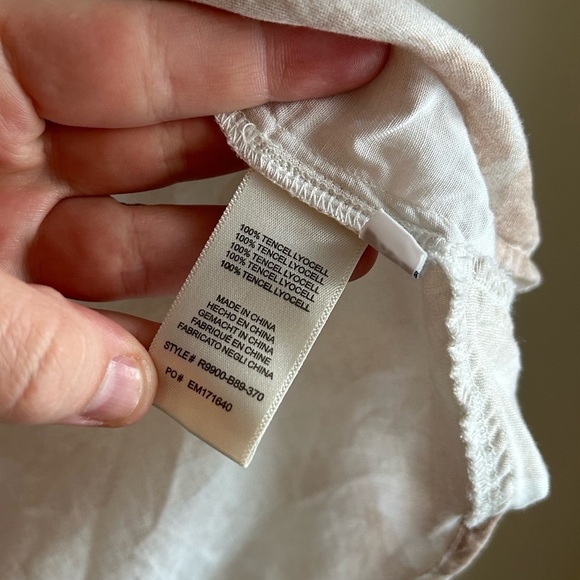 100% TENCEL LYOCELL
100% TENCEL LYOCELL
100% TENCEL LYOCELL
100% TENCEL LYOCELL
100% TENCEL LYOCELL
MADE IN CHINA
HECHO EN CHINA
GEMACHT IN CHINA
FABRIQUÉ EN CHINE
FABRICATO NEGLI CHINA
STYLE# R9900-B89-370
PO# EM171640